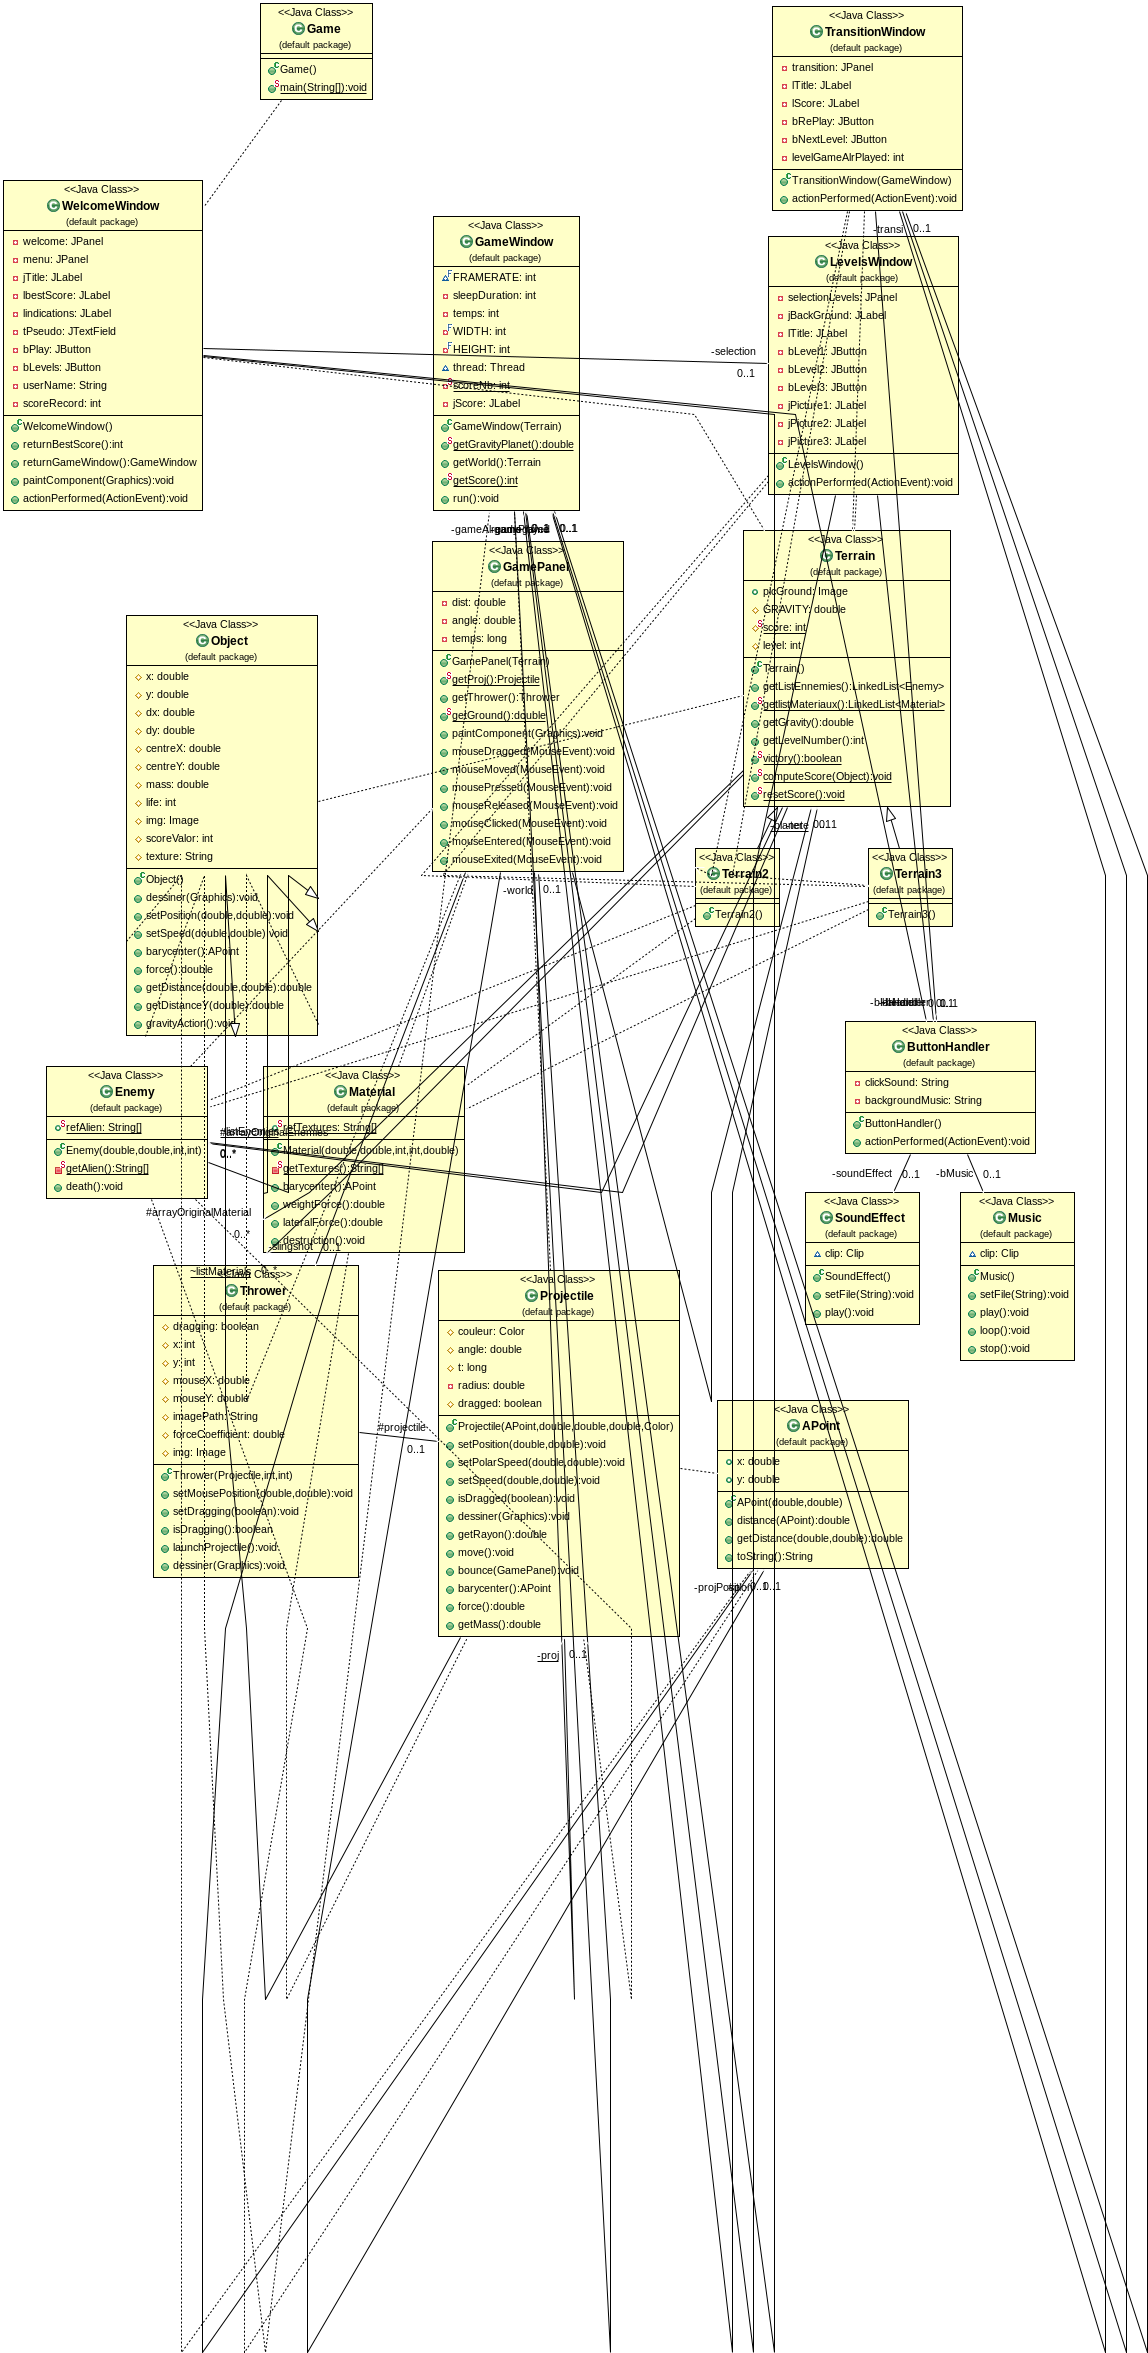 <<Java Class>>
Game
(default package)
Game()
main(String[]):void
<<Java Class>>
TransitionWindow
(default package)
transition: JPanel
lTitle: JLabel
lScore: JLabel
bRePlay: JButton
bNextLevel: JButton
levelGameAlrPlayed: int
TransitionWindow(GameWindow)
actionPerformed(ActionEvent):void
<<Java Class>>
WelcomeWindow
(default package)
welcome: JPanel
menu: JPanel
jTitle: JLabel
lbestScore: JLabel
lindications: JLabel
tPseudo: JTextField
bPlay: JButton
bLevels: JButton
userName: String
scoreRecord: int
WelcomeWindow()
returnBestScore():int
returnGameWindow():GameWindow
paintComponent(Graphics):void
actionPerformed(ActionEvent):void
<<Java Class>>
GameWindow
(default package)
FRAMERATE: int
sleepDuration: int
temps: int
WIDTH: int
HEIGHT: int
thread: Thread
scoreNb: int
jScore: JLabel
GameWindow(Terrain)
getGravityPlanet():double
getWorld():Terrain
getScore():int
run():void
-transi 0..1
<<Java Class>>
LevelsWindow
(default package)
selectionLevels: JPanel
jBackGround: JLabel
lTitle: JLabel
bLevel1: JButton
bLevel2: JButton
bLevel3: JButton
jPicture1: JLabel
jPicture2: JLabel
jPicture3: JLabel
LevelsWindow()
actionPerformed(ActionEvent):void
-selection
0..1
0..1 0..1
<<Java Class>>
GamePanel
(default package)
dist: double
angle: double
temps: long
GamePanel(Terrain)
getProj():Projectile
getThrower():Thrower
getGround():double
paintComponent(Graphics):void
mouseDragged(MouseEvent):void
mouseMoved(MouseEvent):void
mousePressed(MouseEvent):void
mouseReleased(MouseEvent):void
mouseClicked(MouseEvent):void
mouseEntered(MouseEvent):void
mouseExited(MouseEvent):void
-world 0..1
<<Java Class>>
Terrain
(default package)
picGround: Image
GRAVITY: double
score: int
level: int
Terrain()
getListEnnemies():LinkedList<Enemy>
getlistMateriaux():LinkedList<Material>
getGravity():double
getLevelNumber():int
victory():boolean
computeScore(Object):void
resetScore():void
<<Java Class>>
Object
(default package)
x: double
y: double
dx: double
dy: double
centreX: double
centreY: double
mass: double
life: int
img: Image
scoreValor: int
texture: String
Object()
dessiner(Graphics):void
setPosition(double,double):void
setSpeed(double,double):void
barycenter():APoint
force():double
getDistance(double,double):double
getDistanceY(double):double
gravityAction():void
<<Java Class>>
Terrain2
(default package)
Terrain2()
<<Java Class>>
Terrain3
(default package)
Terrain3()
0..1
<<Java Class>>
ButtonHandler
(default package)
clickSound: String
backgroundMusic: String
ButtonHandler()
actionPerformed(ActionEvent):void
<<Java Class>>
Enemy
(default package)
refAlien: String[]
Enemy(double,double,int,int)
getAlien():String[]
death():void
#arrayOriginalEnemies
0..*
<<Java Class>>
Material
(default package)
refTextures: String[]
Material(double,double,int,int,double)
getTextures():String[]
barycenter():APoint
weightForce():double
lateralForce():double
destruction():void
#arrayOriginalMaterial
0..*
-slingshot 0..1
~listMaterials 0..*
-soundEffect 0..1
-bMusic 0..1
<<Java Class>>
SoundEffect
(default package)
clip: Clip
SoundEffect()
setFile(String):void
play():void
<<Java Class>>
Music
(default package)
clip: Clip
Music()
setFile(String):void
play():void
loop():void
stop():void
<<Java Class>>
Thrower
(default package)
dragging: boolean
x: int
y: int
mouseX: double
mouseY: double
imagePath: String
forceCoefficient: double
img: Image
Thrower(Projectile,int,int)
setMousePosition(double,double):void
setDragging(boolean):void
isDragging():boolean
launchProjectile():void
dessiner(Graphics):void
#projectile
0..1
<<Java Class>>
Projectile
(default package)
couleur: Color
angle: double
t: long
radius: double
dragged: boolean
Projectile(APoint,double,double,double,Color)
setPosition(double,double):void
setPolarSpeed(double,double):void
setSpeed(double,double):void
isDragged(boolean):void
dessiner(Graphics):void
getRayon():double
move():void
bounce(GamePanel):void
barycenter():APoint
force():double
getMass():double
-proj 0..1
<<Java Class>>
APoint
(default package)
x: double
y: double
APoint(double,double)
distance(APoint):double
getDistance(double,double):double
toString():String
-projPosition 0..1 0..1